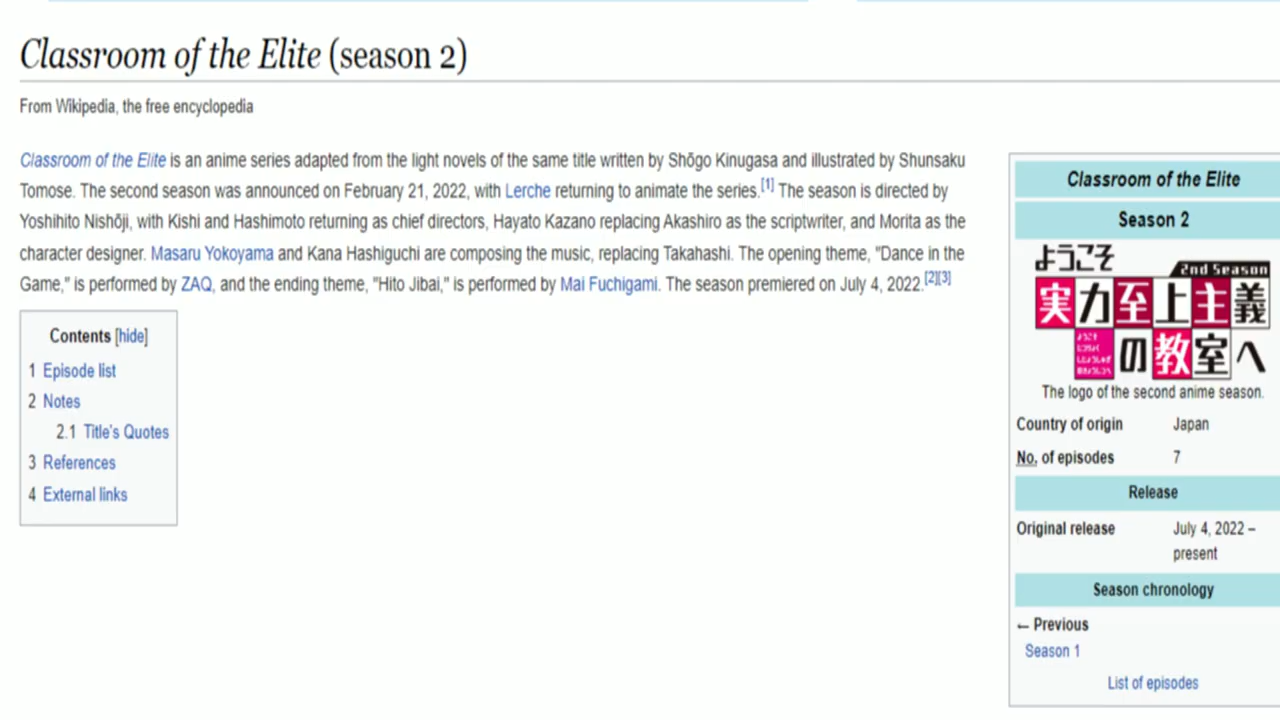 Classroom of the Elite (season 2)
From Wikipedia, the free encyclopedia
Classroom of the Elite is an anime series adapted from the light novels of the same title written by Shōgo Kinugasa and illustrated by Shunsaku
Tomose. The second season was announced on February 21, 2022, with Lerche returning to animate the series.[1] The season is directed by
Yoshihito Nishōji, with Kishi and Hashimoto returning as chief directors, Hayato Kazano replacing Akashiro as the scriptwriter, and Morita as the
character designer. Masaru Yokoyama and Kana Hashiguchi are composing the music, replacing Takahashi. The opening theme, "Dance in the
Game," is performed by ZAQ, and the ending theme, "Hito Jibai," is performed by Mai Fuchigami. The season premiered on July 4, 2022.[2][3]
Contents [hide]
1 Episode list
2 Notes
2.1 Title's Quotes
3 References
4 External links
Classroom of the Elite
Season 2
ようこそ
2nd Season
実力至上主義
の教室へ
The logo of the second anime season.
Country of origin Japan
No. of episodes 7
Release
Original release July 4, 2022 –
present
Season chronology
← Previous
Season 1
List of episodes